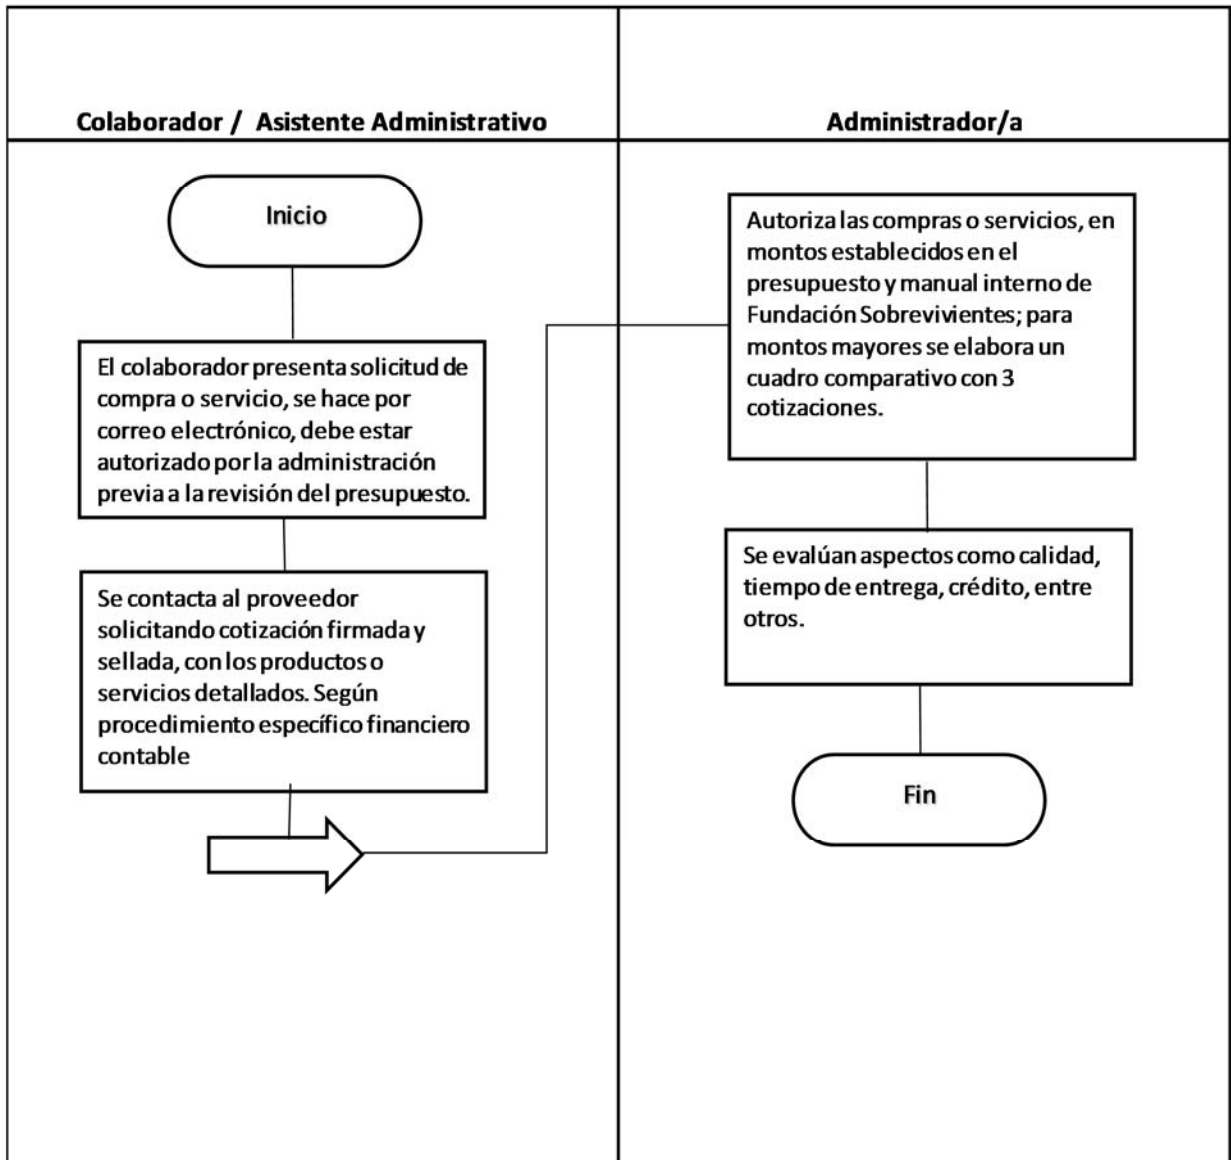 Colaborador / Asistente Administrativo
Administrador/a
Inicio
El colaborador presenta solicitud de
compra o servicio, se hace por
correo electrónico, debe estar
autorizado por la administración
previa a la revisión del presupuesto.
Se contacta al proveedor
solicitando cotización firmada y
sellada, con los productos o
servicios detallados. Según
procedimiento específico financiero
contable
Autoriza las compras o servicios, en
montos establecidos en el
presupuesto y manual interno de
Fundación Sobrevivientes; para
montos mayores se elabora un
cuadro comparativo con 3
cotizaciones.
Se evalúan aspectos como calidad,
tiempo de entrega, crédito, entre
otros.
Fin